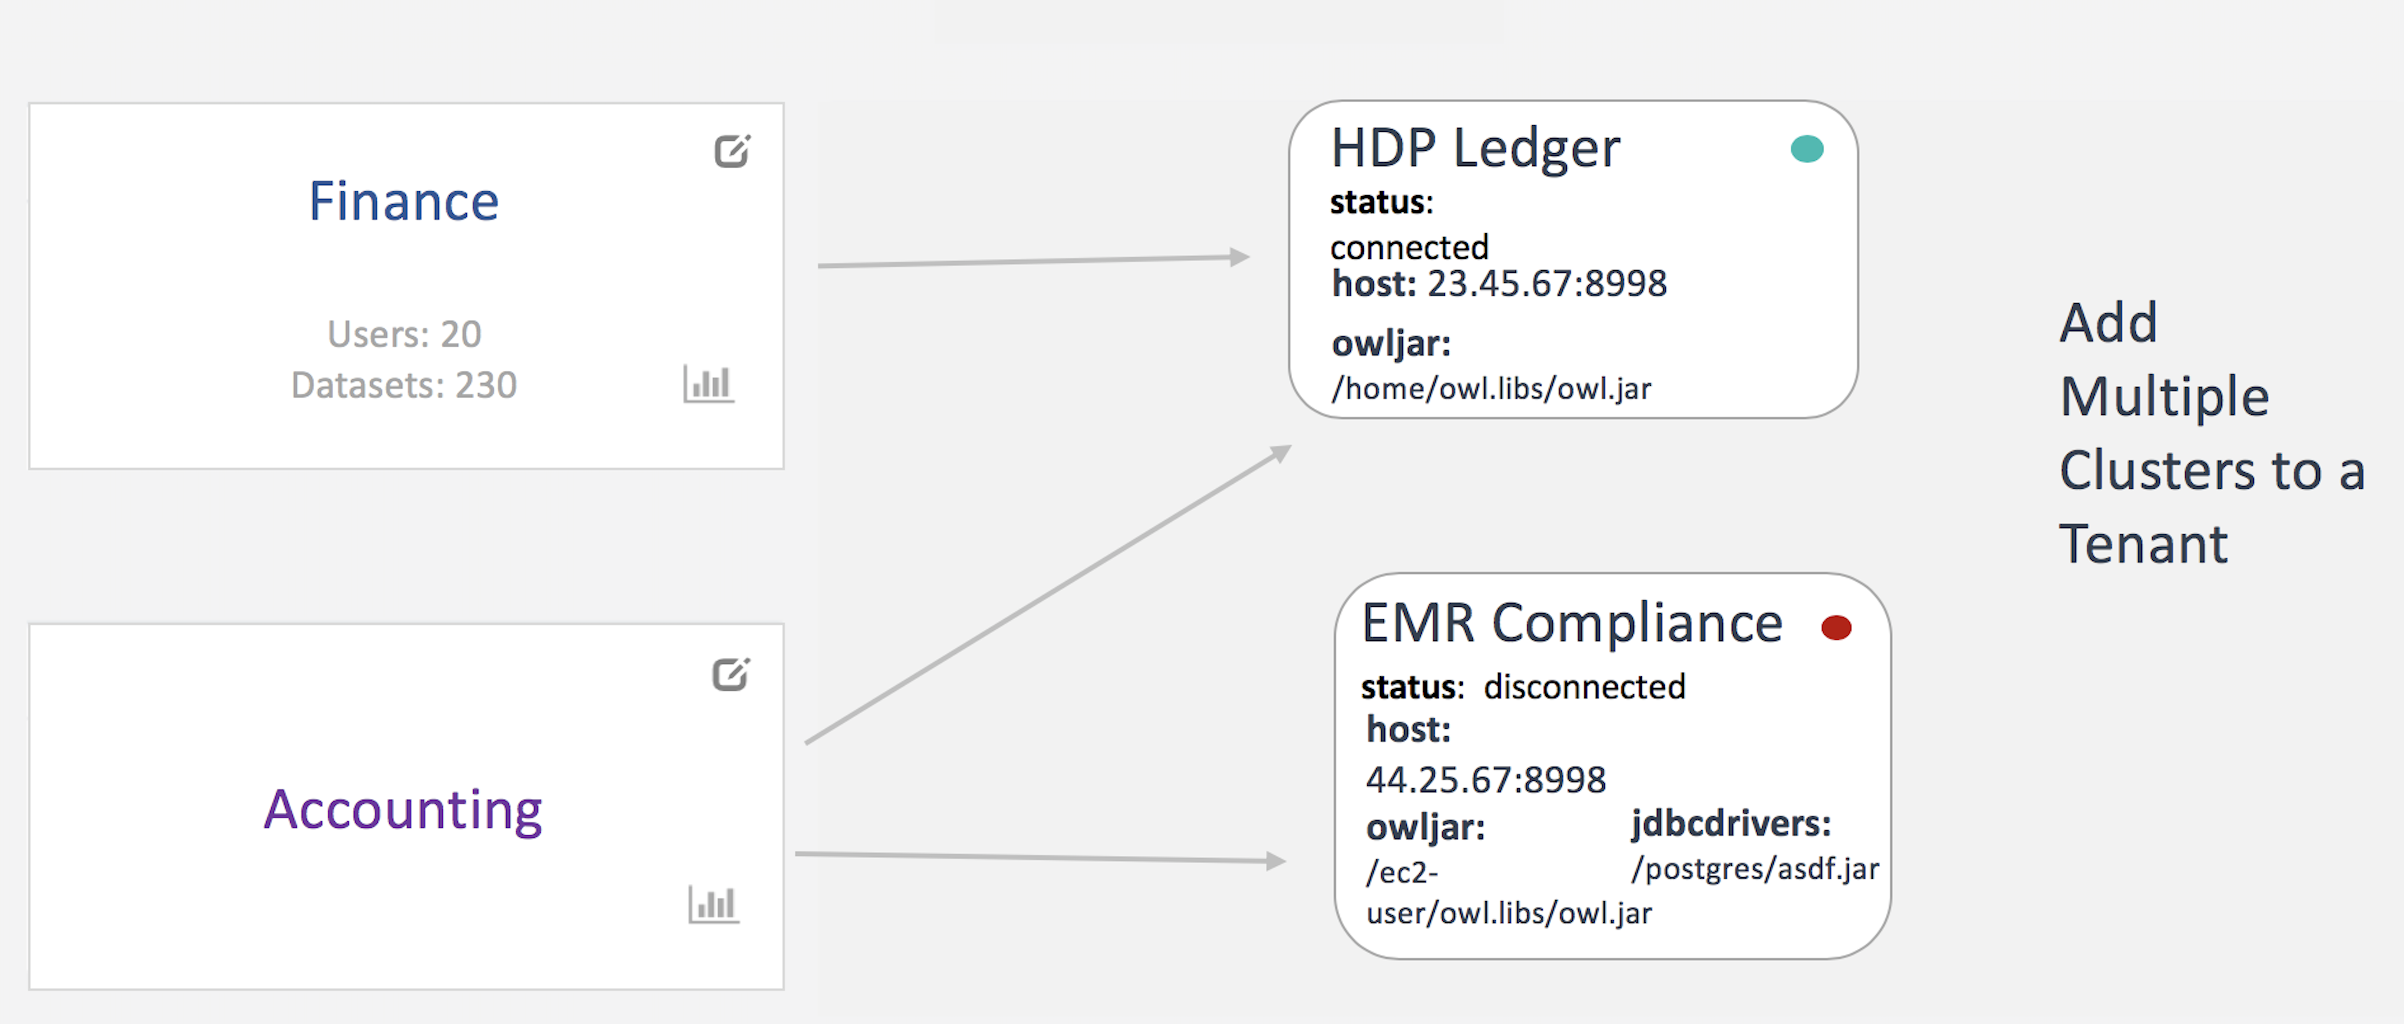 Finance
Users: 20
Datasets: 230
Accounting
HDP Ledger
status:
connected
host: 23.45.67:8998
owljar:
/home/owl.libs/owl.jar
EMR Compliance
status: disconnected
host:
44.25.67:8998
owljar:
/ec2-
user/owl.libs/owl.jar
jdbcdrivers:
/postgres/asdf.jar
Add
Multiple
Clusters to a
Tenant